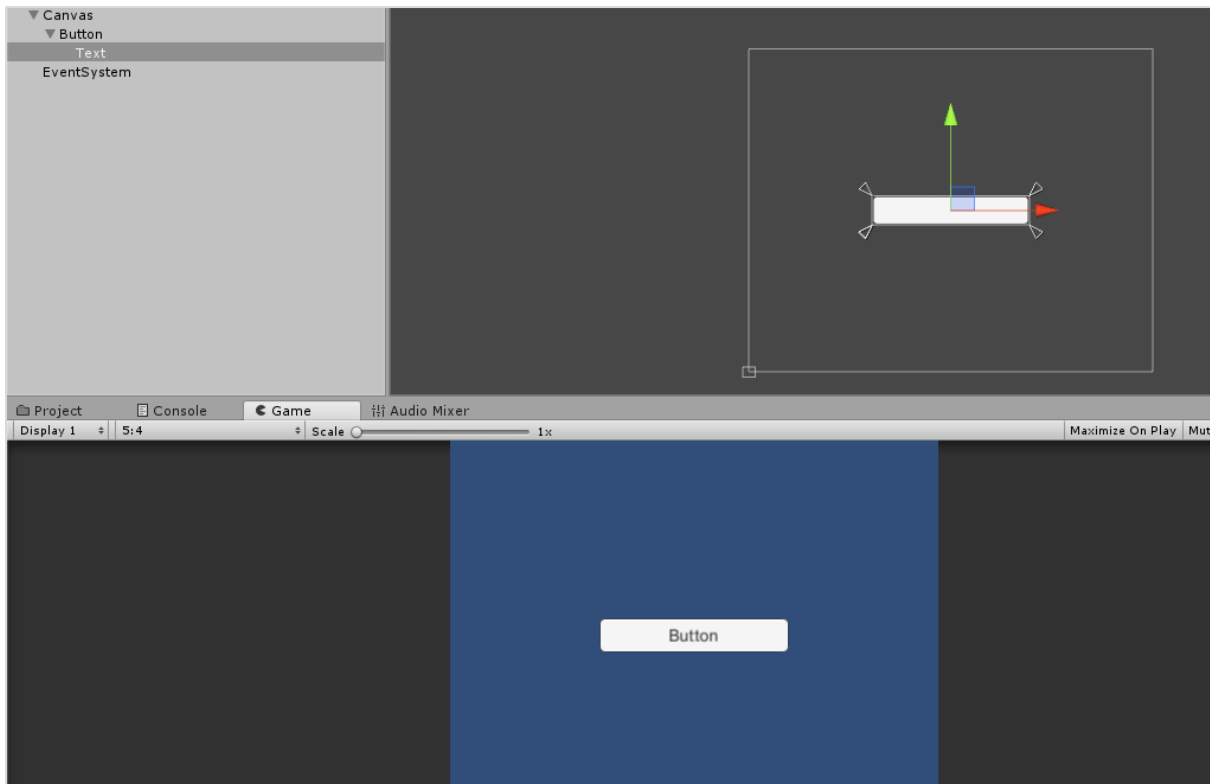 Canvas
Button
Text
EventSystem
Project Console Game Audio Mixer
Display 1 5:4 Scale 1x Maximize On Play Mut
Button